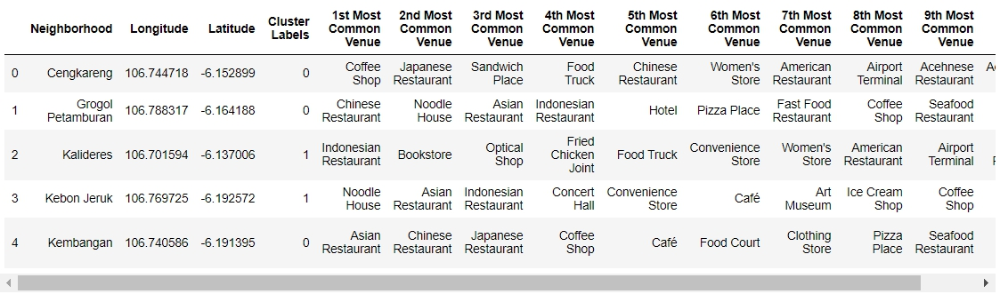 Neighborhood Longitude Latitude Cluster Labels 1st Most Common Venue 2nd Most Common Venue 3rd Most Common Venue 4th Most Common Venue 5th Most Common Venue 6th Most Common Venue 7th Most Common Venue 8th Most Common Venue 9th Most Common Venue
0 Cengkareng 106.744718 -6.152899 0 Coffee Shop Japanese Restaurant Sandwich Place Food Truck Chinese Restaurant Women's Store American Restaurant Airport Terminal Acehnese Restaurant
1 Grogol Petamburan 106.788317 -6.164188 0 Chinese Restaurant Noodle House Asian Restaurant Indonesian Restaurant Hotel Pizza Place Fast Food Restaurant Coffee Shop Seafood Restaurant
2 Kalideres 106.701594 -6.137006 1 Indonesian Restaurant Bookstore Optical Shop Fried Chicken Joint Food Truck Convenience Store Women's Store American Restaurant Airport Terminal
3 Kebon Jeruk 106.769725 -6.192572 1 Noodle House Asian Restaurant Indonesian Restaurant Concert Hall Convenience Store Café Art Museum Ice Cream Shop Coffee Shop
4 Kembangan 106.740586 -6.191395 0 Asian Restaurant Chinese Restaurant Japanese Restaurant Coffee Shop Café Food Court Clothing Store Pizza Place Seafood Restaurant